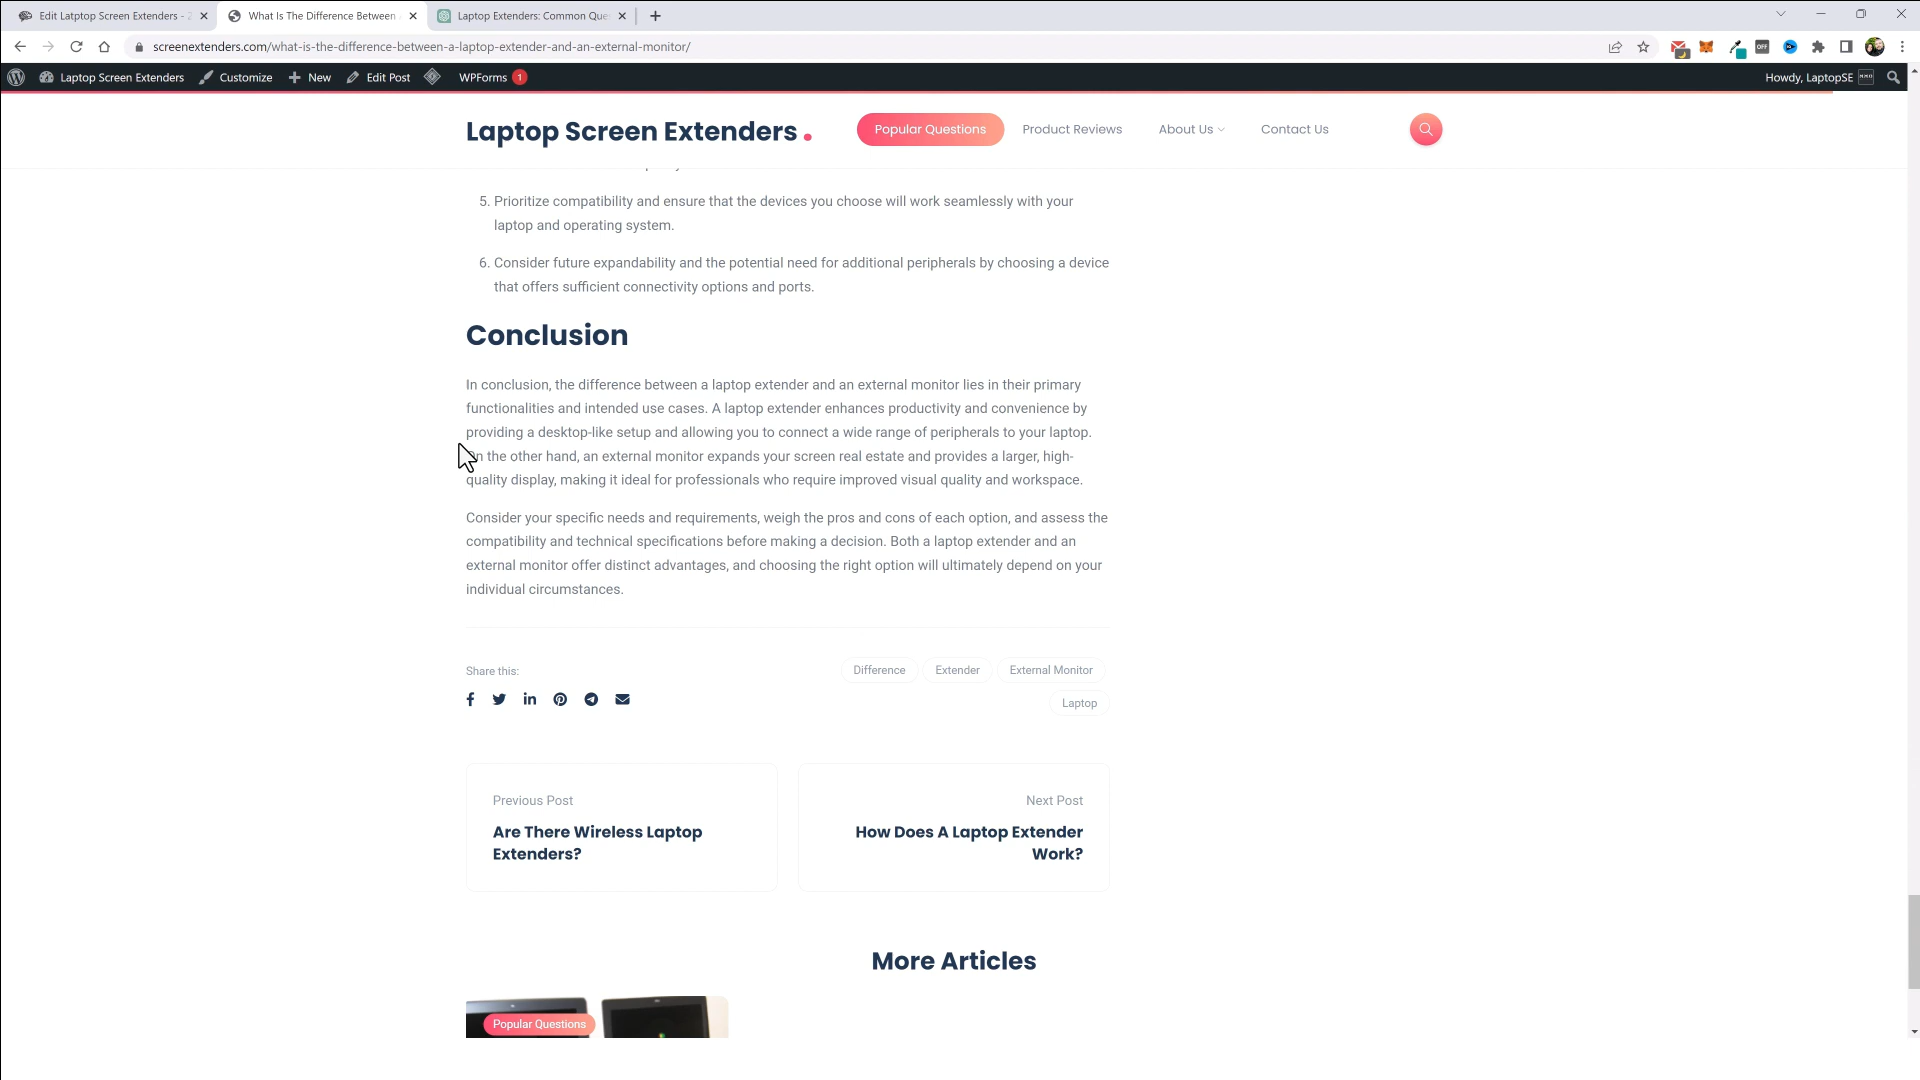 Edit Latptop Screen Extenders - 2
What Is The Difference Between
Laptop Extenders: Common Que
screenextenders.com/what-is-the-difference-between-a-laptop-extender-and-an-external-monitor/
Laptop Screen Extenders
Customize
New
Edit Post
WPForms 1
Howdy, LaptopSE
Laptop Screen Extenders.
Popular Questions
Product Reviews
About Us
Contact Us
5. Prioritize compatibility and ensure that the devices you choose will work seamlessly with your
laptop and operating system.
6. Consider future expandability and the potential need for additional peripherals by choosing a device
that offers sufficient connectivity options and ports.
Conclusion
In conclusion, the difference between a laptop extender and an external monitor lies in their primary
functionalities and intended use cases. A laptop extender enhances productivity and convenience by
providing a desktop-like setup and allowing you to connect a wide range of peripherals to your laptop.
On the other hand, an external monitor expands your screen real estate and provides a larger, high-
quality display, making it ideal for professionals who require improved visual quality and workspace.
Consider your specific needs and requirements, weigh the pros and cons of each option, and assess the
compatibility and technical specifications before making a decision. Both a laptop extender and an
external monitor offer distinct advantages, and choosing the right option will ultimately depend on your
individual circumstances.
Share this:
Difference
Extender
External Monitor
Laptop
Previous Post
Are There Wireless Laptop
Extenders?
Next Post
How Does A Laptop Extender
Work?
More Articles
Popular Questions